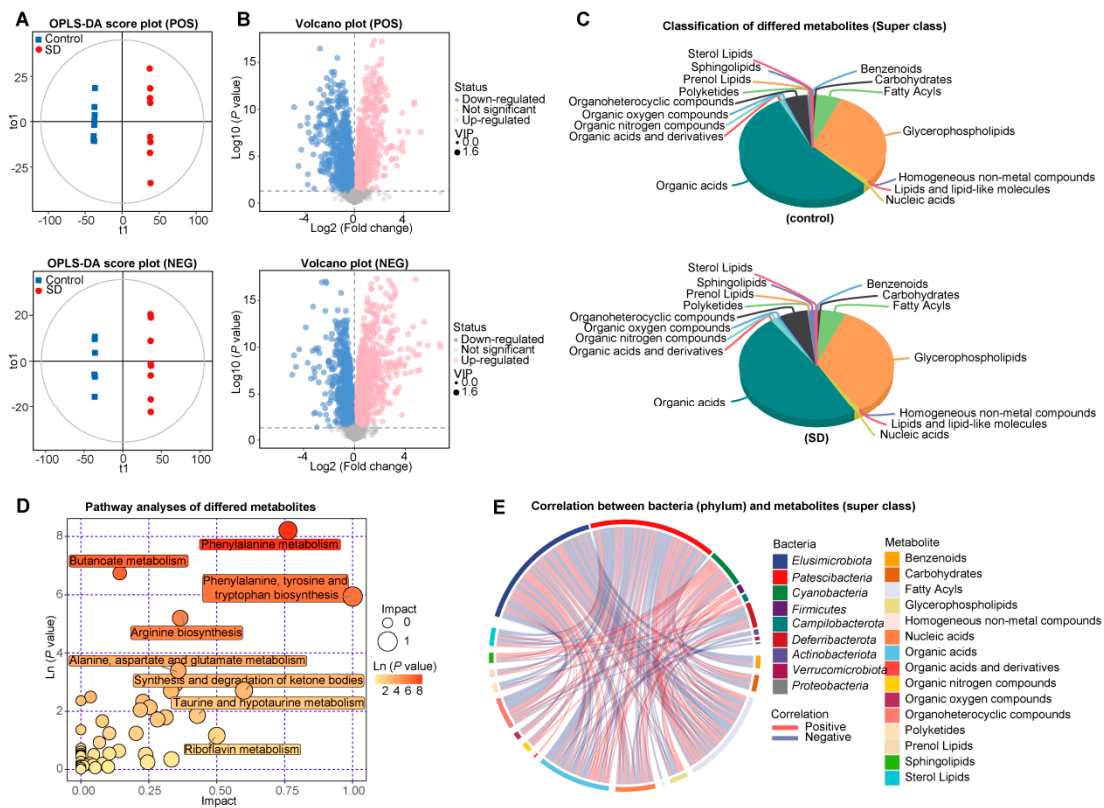 A
OPLS-DA score plot (POS)
Control
SD
to1
25
0
-25
-100
-50
0
50
100
t1
OPLS-DA score plot (NEG)
Control
SD
to1
20
0
-20
-100
-50
0
50
100
t1
B
Volcano plot (POS)
Log10 (P value)
15.0
10.0
5.0
0.0
-4
0
4
Log2 (Fold change)
Status
Down-regulated
Not significant
Up-regulated
VIP
0.0
1.6
Volcano plot (NEG)
Log10 (P value)
15.0
10.0
5.0
0.0
-4
0
4
Log2 (Fold change)
Status
Down-regulated
Not significant
Up-regulated
VIP
0.0
1.6
C
Classification of differed metabolites (Super class)
Sterol Lipids
Sphingolipids
Prenol Lipids
Polyketides
Organoheterocyclic compounds
Organic oxygen compounds
Organic nitrogen compounds
Organic acids and derivatives
Organic acids
Benzenoids
Carbohydrates
Fatty Acyls
Glycerophospholipids
Homogeneous non-metal compounds
Lipids and lipid-like molecules
Nucleic acids
(control)
Sterol Lipids
Sphingolipids
Prenol Lipids
Polyketides
Organoheterocyclic compounds
Organic oxygen compounds
Organic nitrogen compounds
Organic acids and derivatives
Organic acids
Benzenoids
Carbohydrates
Fatty Acyls
Glycerophospholipids
Homogeneous non-metal compounds
Lipids and lipid-like molecules
Nucleic acids
(SD)
D
Pathway analyses of differed metabolites
Ln (P value)
8
6
4
2
0
Phenylalanine metabolism
Butanoate metabolism
Phenylalanine, tyrosine and
tryptophan biosynthesis
Arginine biosynthesis
Alanine, aspartate and glutamate metabolism
Synthesis and degradation of ketone bodies
Taurine and hypotaurine metabolism
Riboflavin metabolism
0.00
0.25
0.50
0.75
1.00
Impact
Impact
0
1
Ln (P value)
2 4 6 8
E
Correlation between bacteria (phylum) and metabolites (super class)
Bacteria
Elusimicrobiota
Patescibacteria
Cyanobacteria
Firmicutes
Campilobacterota
Deferribacterota
Actinobacteriota
Verrucomicrobiota
Proteobacteria
Correlation
Positive
Negative
Metabolite
Benzenoids
Carbohydrates
Fatty Acyls
Glycerophospholipids
Homogeneous non-metal compounds
Nucleic acids
Organic acids
Organic acids and derivatives
Organic nitrogen compounds
Organic oxygen compounds
Organoheterocyclic compounds
Polyketides
Prenol Lipids
Sphingolipids
Sterol Lipids